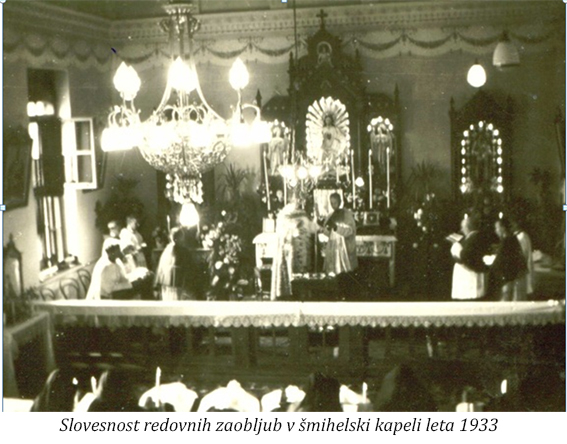 Slovesnost redovnih zaobljub v šmihelski kapeli leta 1933